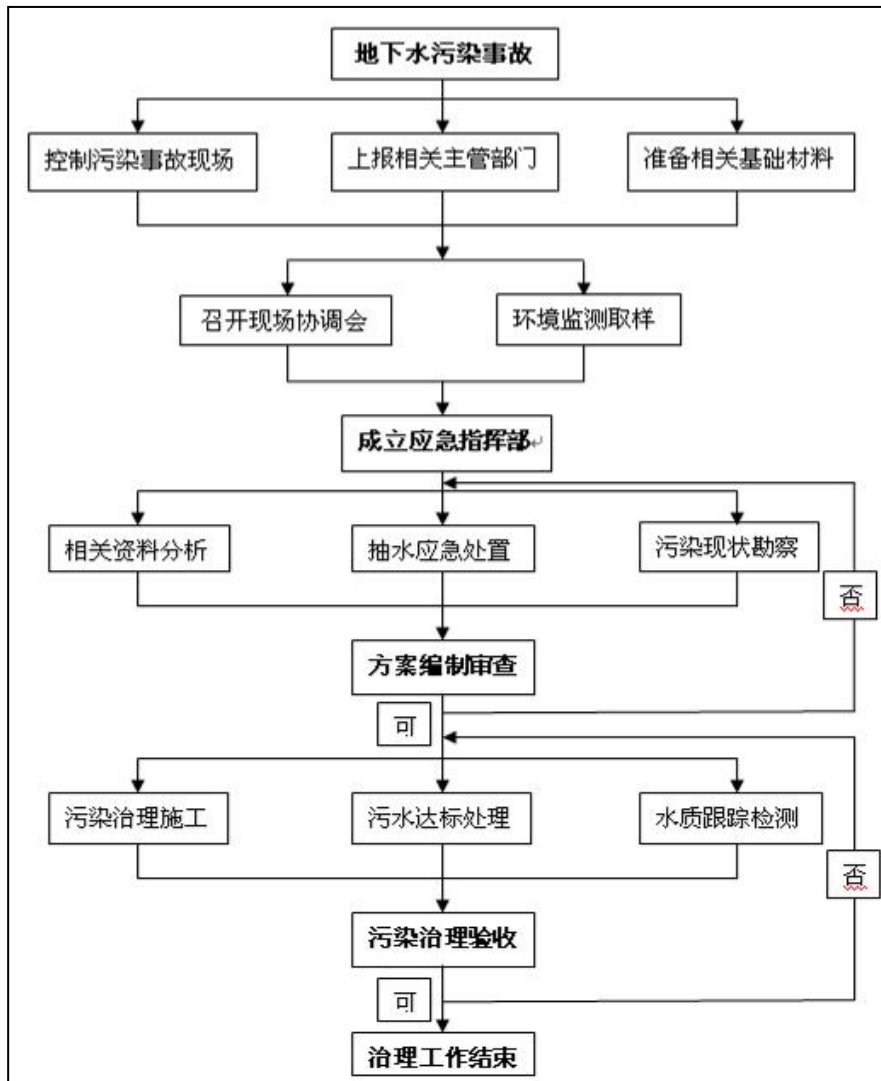 地下水污染事故
控制污染事故现场
上报相关主管部门
准备相关基础材料
召开现场协调会
环境监测取样
成立应急指挥部
相关资料分析
抽水应急处置
污染现状勘察
否
方案编制审查
可
污染治理施工
污水达标处理
水质跟踪检测
否
污染治理验收
可
治理工作结束